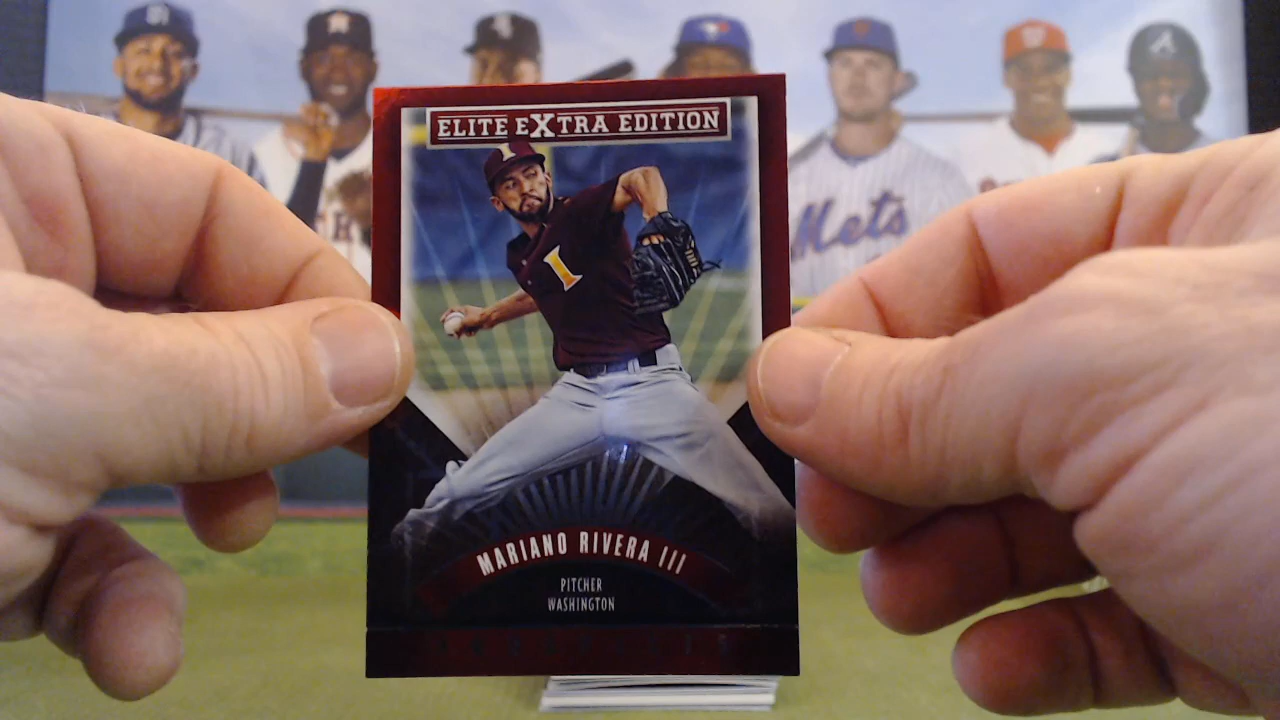 ELITE EXTRA EDITION
I
I
Mets
MARIANO RIVERA III
PITCHER
WASHINGTON